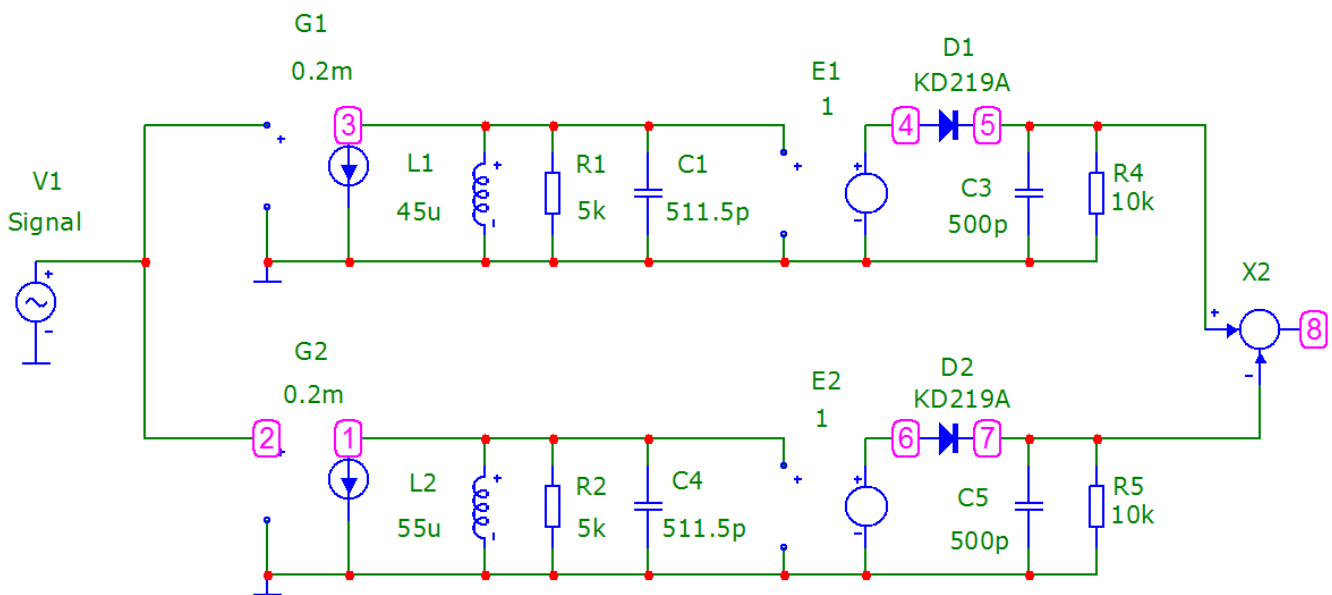 G1
0.2m
D1
KD219A
E1
1
3
4
5
V1
Signal
L1
45u
R1
5k
C1
511.5p
C3
500p
R4
10k
X2
8
G2
0.2m
D2
KD219A
E2
1
2
1
6
7
L2
55u
R2
5k
C4
511.5p
C5
500p
R5
10k